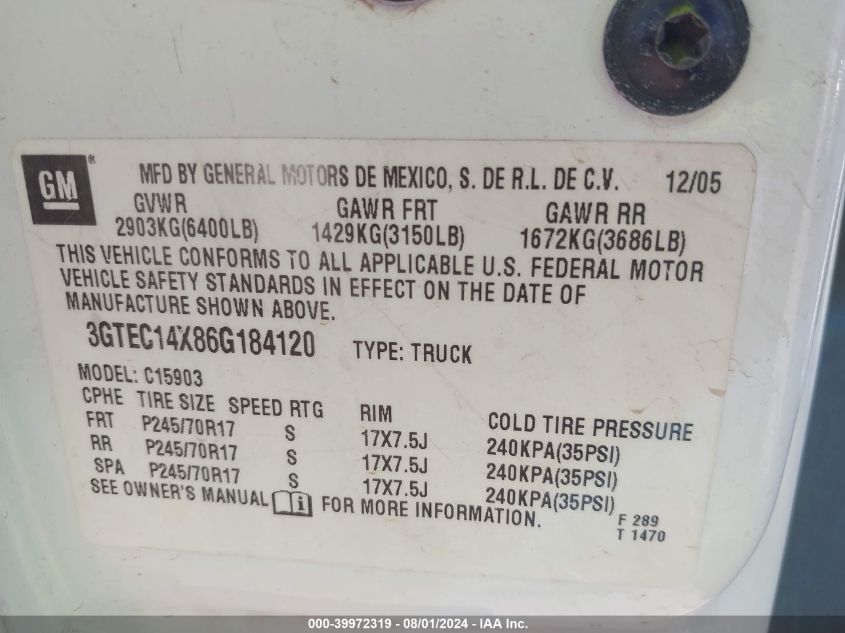 GM®
MFD BY GENERAL MOTORS DE MEXICO, S. DE R.L. DE C.V. 12/05
GVWR GAWR FRT GAWR RR
2903KG(6400LB) 1429KG(3150LB) 1672KG(3686LB)
THIS VEHICLE CONFORMS TO ALL APPLICABLE U.S. FEDERAL MOTOR
VEHICLE SAFETY STANDARDS IN EFFECT ON THE DATE OF
MANUFACTURE SHOWN ABOVE.
3GTEC14X86G184120 TYPE: TRUCK
MODEL: C15903
CPHE TIRE SIZE SPEED RTG RIM COLD TIRE PRESSURE
FRT P245/70R17 S 17X7.5J 240KPA(35PSI)
RR P245/70R17 S 17X7.5J 240KPA(35PSI)
SPA P245/70R17 S 17X7.5J 240KPA(35PSI)
SEE OWNER'S MANUAL i FOR MORE INFORMATION.
F 289
T 1470
000-39972319 - 08/01/2024 - IAA Inc.